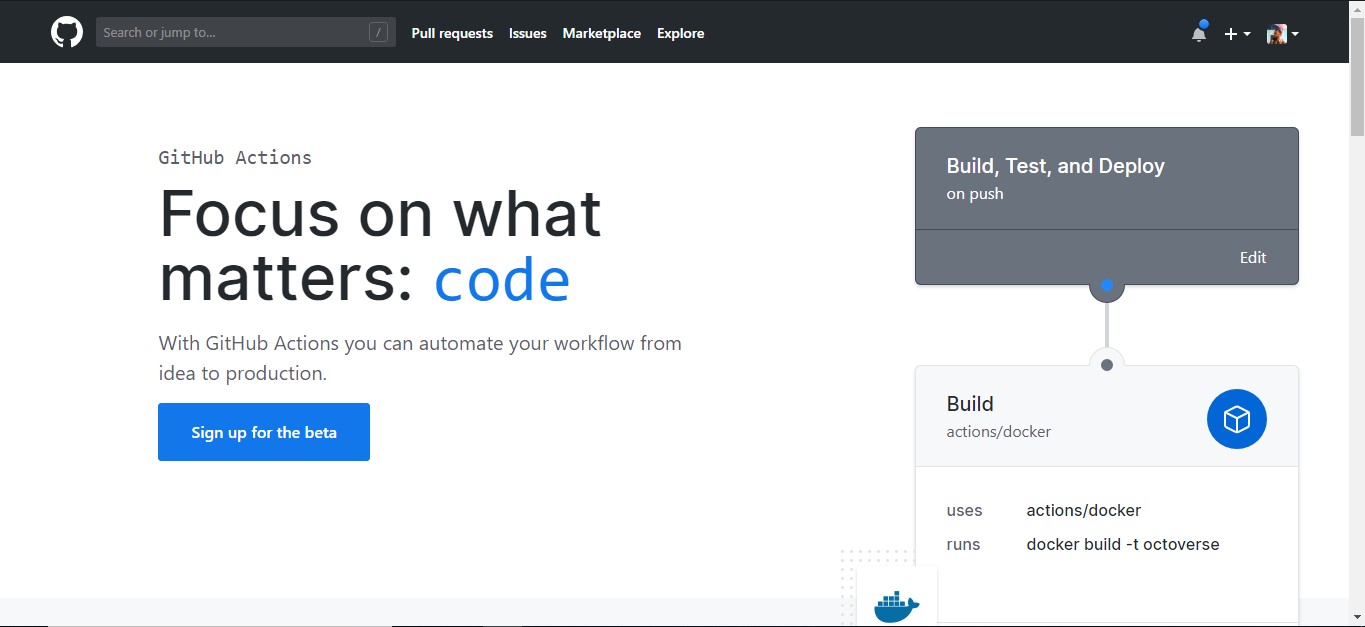 Search or jump to...
/
Pull requests
Issues
Marketplace
Explore
GitHub Actions
Focus on what
matters: code
With GitHub Actions you can automate your workflow from
idea to production.
Sign up for the beta
Build, Test, and Deploy
on push
Edit
Build
actions/docker
uses actions/docker
runs docker build -t octoverse